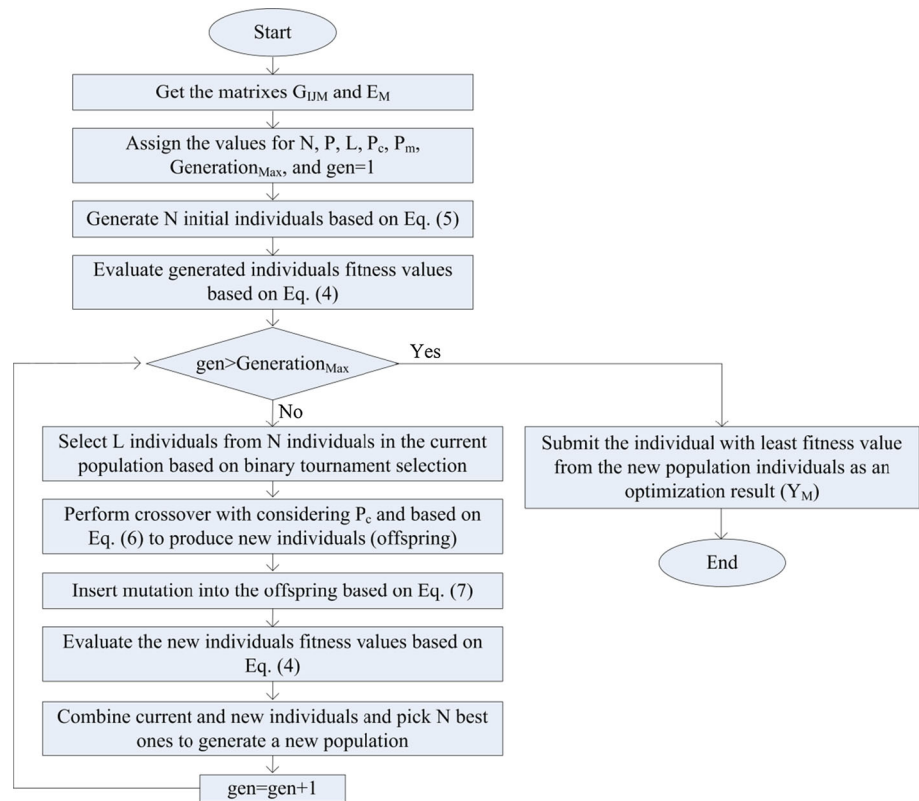 Start
Get the matrixes G_IJM and E_M
Assign the values for N, P, L, P_c, P_m,
Generation_Max, and gen=1
Generate N initial individuals based on Eq. (5)
Evaluate generated individuals fitness values
based on Eq. (4)
gen>Generation_Max
Yes
No
Select L individuals from N individuals in the current
population based on binary tournament selection
Perform crossover with considering P_c and based on
Eq. (6) to produce new individuals (offspring)
Insert mutation into the offspring based on Eq. (7)
Evaluate the new individuals fitness values based on
Eq. (4)
Combine current and new individuals and pick N best
ones to generate a new population
gen=gen+1
Submit the individual with least fitness value
from the new population individuals as an
optimization result (Y_M)
End